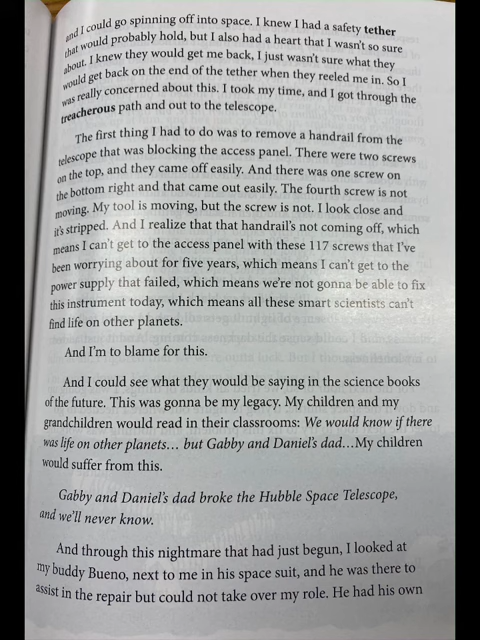 and I could go spinning off into space. I knew I had a safety tether
that would probably hold, but I also had a heart that I wasn't so sure
about. I knew they would get me back, I just wasn't sure what they
would get back on the end of the tether when they reeled me in. So I
was really concerned about this. I took my time, and I got through the
treacherous path and out to the telescope.
The first thing I had to do was to remove a handrail from the
telescope that was blocking the access panel. There were two screws
on the top, and they came off easily. And there was one screw on
the bottom right and that came out easily. The fourth screw is not
moving. My tool is moving, but the screw is not. I look close and
it's stripped. And I realize that that handrail's not coming off, which
means I can't get to the access panel with these 117 screws that I've
been worrying about for five years, which means I can't get to the
power supply that failed, which means we're not gonna be able to fix
this instrument today, which means all these smart scientists can't
find life on other planets.
And I'm to blame for this.
And I could see what they would be saying in the science books
of the future. This was gonna be my legacy. My children and my
grandchildren would read in their classrooms: We would know if there
was life on other planets... but Gabby and Daniel's dad...My children
would suffer from this.
Gabby and Daniel's dad broke the Hubble Space Telescope,
and we'll never know.
And through this nightmare that had just begun, I looked at
my buddy Bueno, next to me in his space suit, and he was there to
assist in the repair but could not take over my role. He had his own